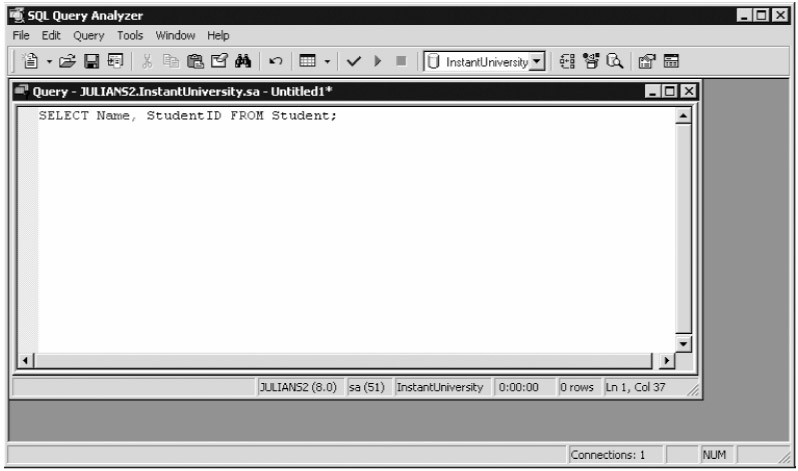 SQL Query Analyzer
File Edit Query Tools Window Help
InstantUniversity
Query - JULIANS2.InstantUniversity.sa - Untitled1*
SELECT Name, StudentID FROM Student;
JULIANS2 (8.0) sa (51) InstantUniversity 0:00:00 0 rows Ln 1, Col 37
Connections: 1 NUM